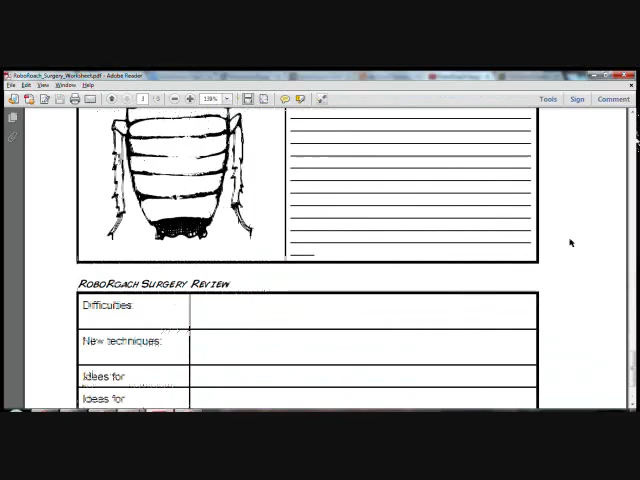 RoboRoach_Surgery_Worksheet.pdf - Adobe Reader
File Edit View Window Help
3 139%
Tools Sign Comment
ROBOROACH SURGERY REVIEW
Difficulties:
New techniques:
Ideas for
Ideas for